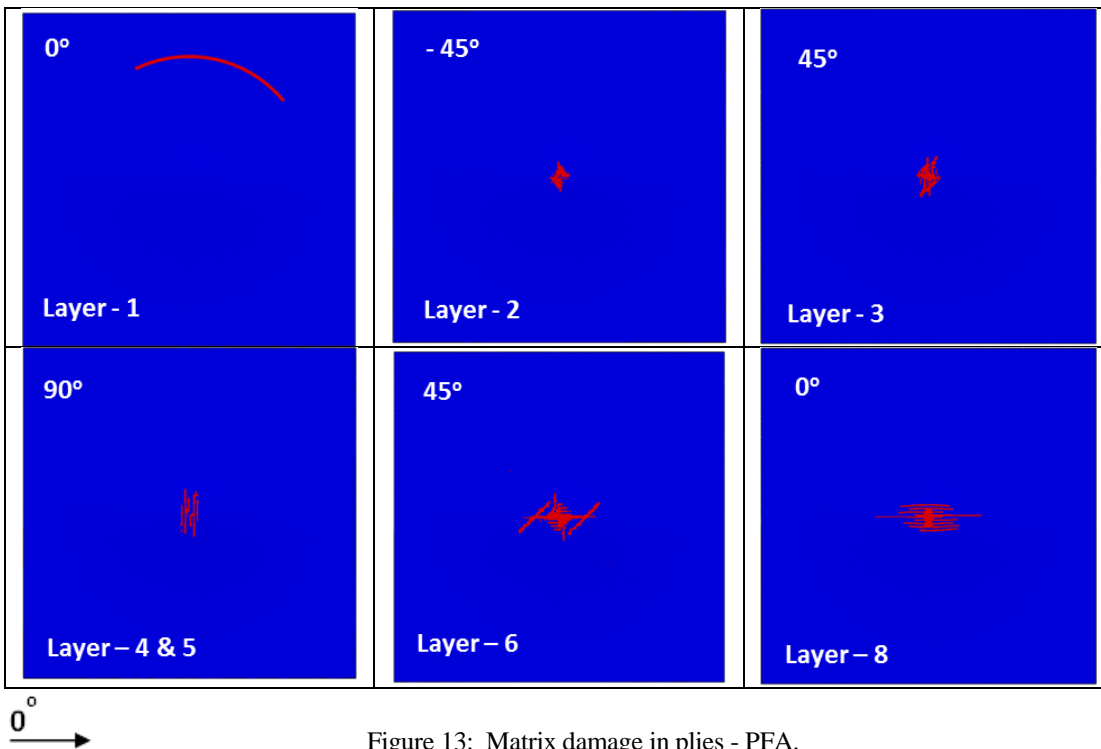 0°
- 45°
45°
Layer - 1
Layer - 2
Layer - 3
90°
45°
0°
Layer – 4 & 5
Layer – 6
Layer – 8
0°
Figure 13: Matrix damage in plies - PFA.